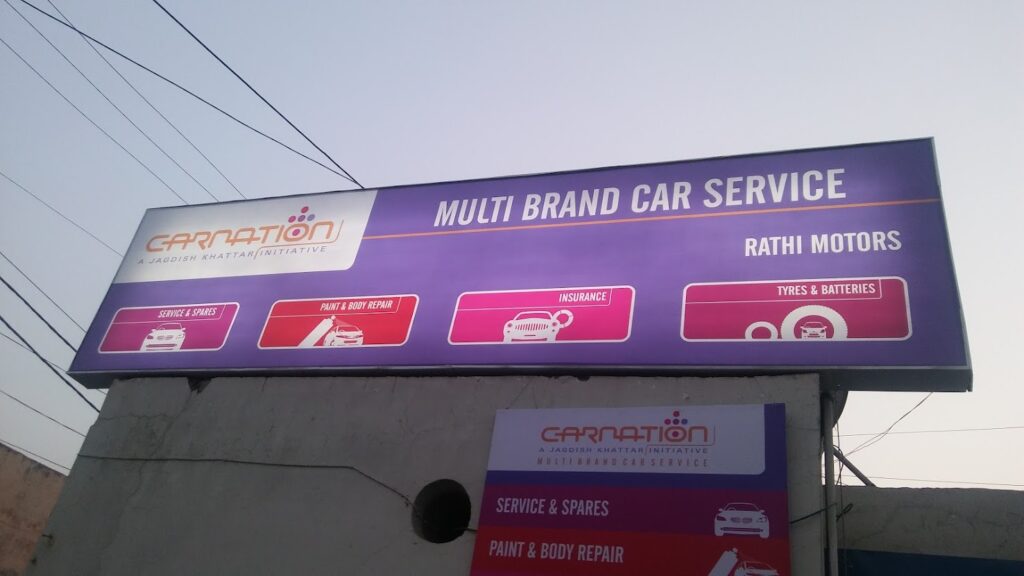 MULTI BRAND CAR SERVICE
CARNATION
A JAGDISH KHATTAR INITIATIVE
RATHI MOTORS
SERVICE & SPARES
PAINT & BODY REPAIR
INSURANCE
TYRES & BATTERIES
CARNATION
A JAGDISH KHATTAR INITIATIVE
MULTI BRAND CAR SERVICE
SERVICE & SPARES
PAINT & BODY REPAIR